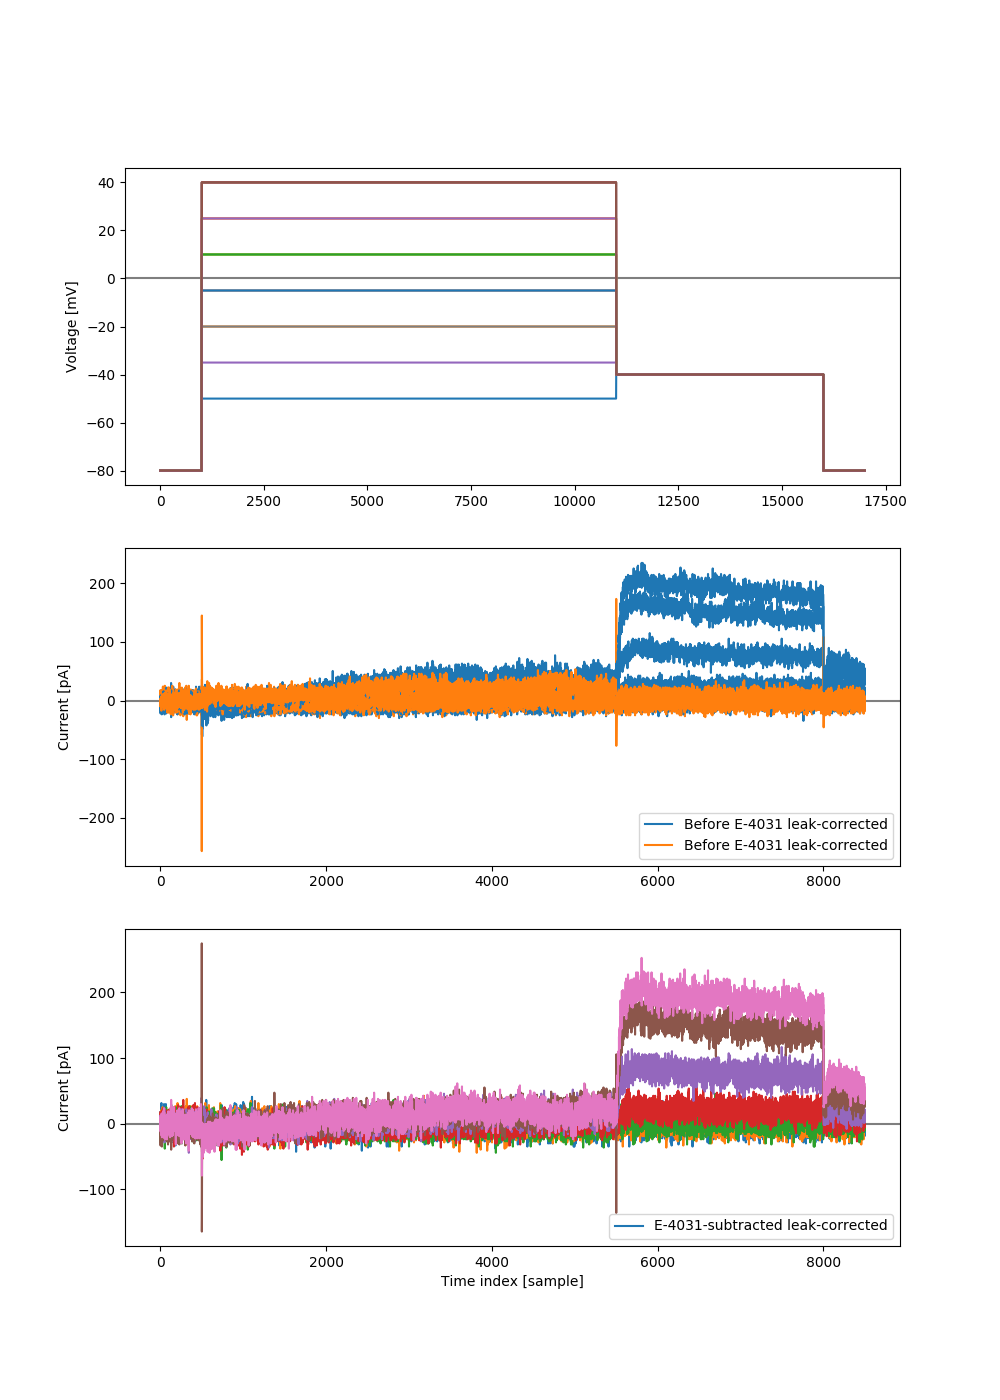 40
20
0
−20
−40
−60
−80
Voltage [mV]
0 2500 5000 7500 10000 12500 15000 17500
200
100
0
−100
−200
Current [pA]
Before E-4031 leak-corrected
Before E-4031 leak-corrected
0 2000 4000 6000 8000
200
100
0
−100
Current [pA]
E-4031-subtracted leak-corrected
0 2000 4000 6000 8000
Time index [sample]